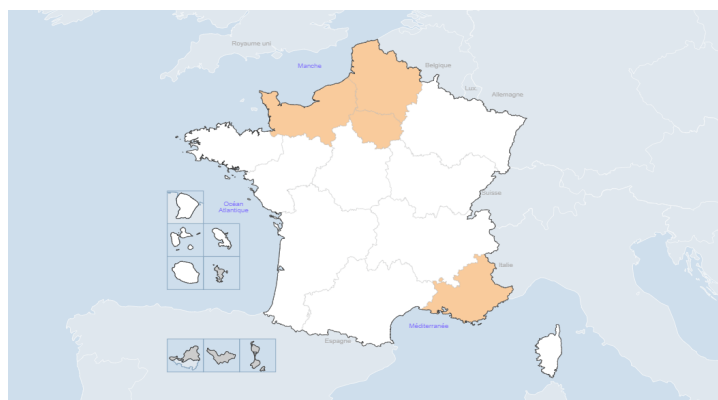 Royaume uni
Manche
Belgique
Lux.
Allemagne
Suisse
Océan
Atlantique
Italie
Méditerranée
Espagne